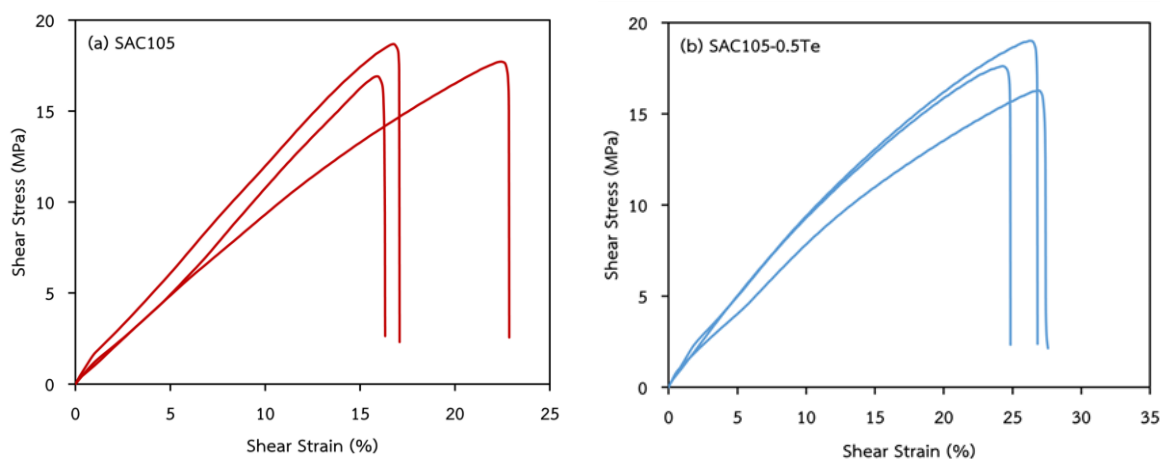 (a) SAC105
Shear Stress (MPa)
20
15
10
5
0
0 5 10 15 20 25
Shear Strain (%)
(b) SAC105-0.5Te
Shear Stress (MPa)
20
15
10
5
0
0 5 10 15 20 25 30 35
Shear Strain (%)